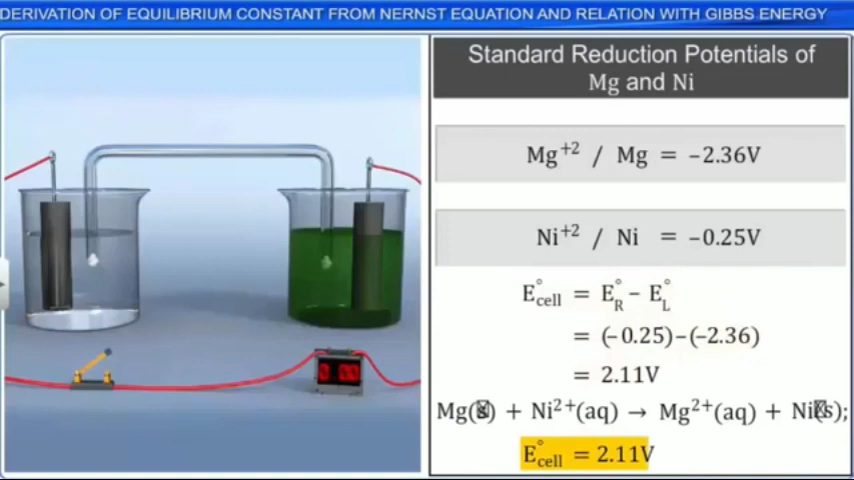 DERIVATION OF EQUILIBRIUM CONSTANT FROM NERNST EQUATION AND RELATION WITH GIBBS ENERGY
Standard Reduction Potentials of
Mg and Ni
Mg⁺² / Mg = −2.36V
Ni⁺² / Ni = −0.25V
E°cell = E°R − E°L
= (−0.25)−(−2.36)
= 2.11V
Mg(s) + Ni²⁺(aq) → Mg²⁺(aq) + Ni(s);
E°cell = 2.11V
0.00